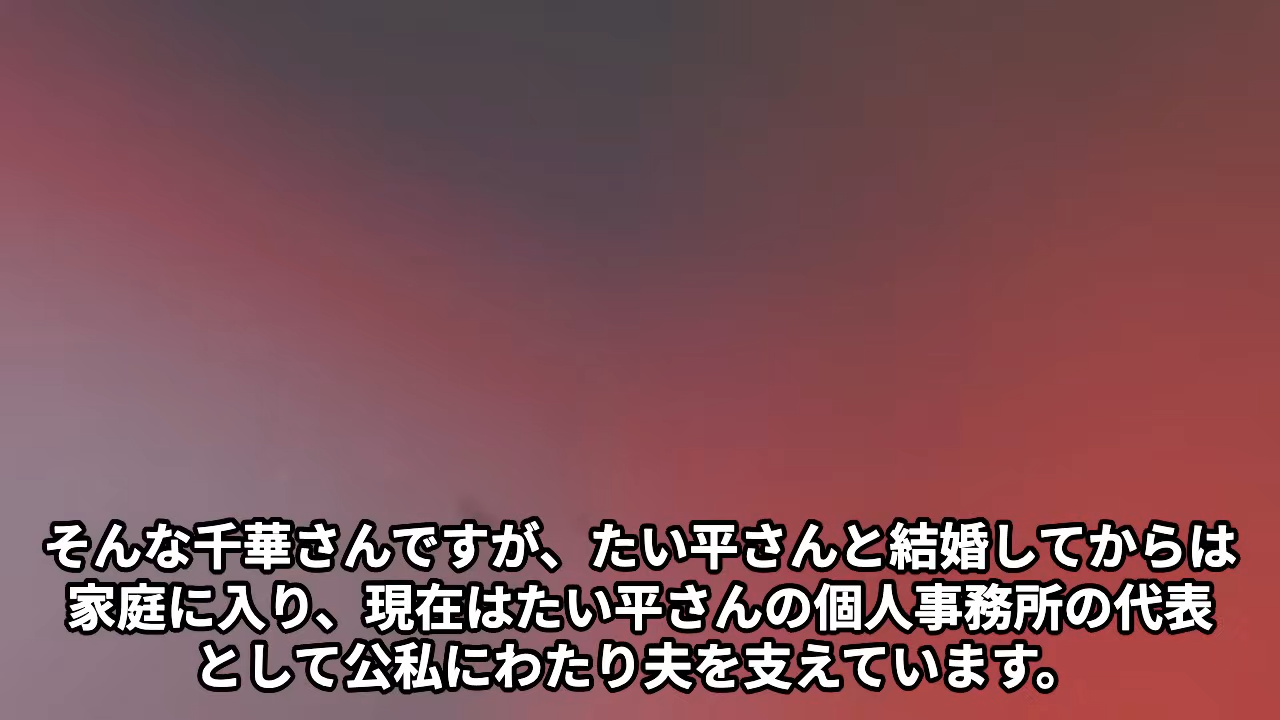 そんな千華さんですが、たい平さんと結婚してからは
家庭に入り、現在はたい平さんの個人事務所の代表
として公私にわたり夫を支えています。